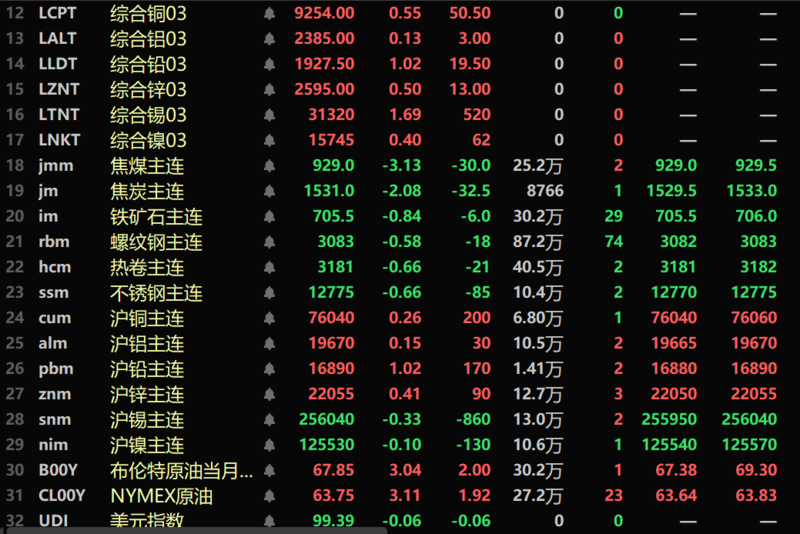 12 LCPT 综合铜03 9254.00 0.55 50.50 0 0 — —
13 LALT 综合铝03 2385.00 0.13 3.00 0 0 — —
14 LLDT 综合铅03 1927.50 1.02 19.50 0 0 — —
15 LZNT 综合锌03 2595.00 0.50 13.00 0 0 — —
16 LTNT 综合锡03 31320 1.69 520 0 0 — —
17 LNKT 综合镍03 15745 0.40 62 0 0 — —
18 jmm 焦煤主连 929.0 -3.13 -30.0 25.2万 2 929.0 929.5
19 jm 焦炭主连 1531.0 -2.08 -32.5 8766 1 1529.5 1533.0
20 im 铁矿石主连 705.5 -0.84 -6.0 30.2万 29 705.5 706.0
21 rbm 螺纹钢主连 3083 -0.58 -18 87.2万 74 3082 3083
22 hcm 热卷主连 3181 -0.66 -21 40.5万 2 3181 3182
23 ssm 不锈钢主连 12775 -0.66 -85 10.4万 2 12770 12775
24 cum 沪铜主连 76040 0.26 200 6.80万 1 76040 76060
25 alm 沪铝主连 19670 0.15 30 10.5万 2 19665 19670
26 pbm 沪铅主连 16890 1.02 170 1.41万 2 16880 16890
27 znm 沪锌主连 22055 0.41 90 12.7万 3 22050 22055
28 snm 沪锡主连 256040 -0.33 -860 13.0万 2 255950 256040
29 nim 沪镍主连 125530 -0.10 -130 10.6万 1 125540 125570
30 B00Y 布伦特原油当月... 67.85 3.04 2.00 30.2万 1 67.38 69.30
31 CL00Y NYMEX原油 63.75 3.11 1.92 27.2万 23 63.64 63.83
32 UDI 美元指数 99.39 -0.06 -0.06 0 0 — —